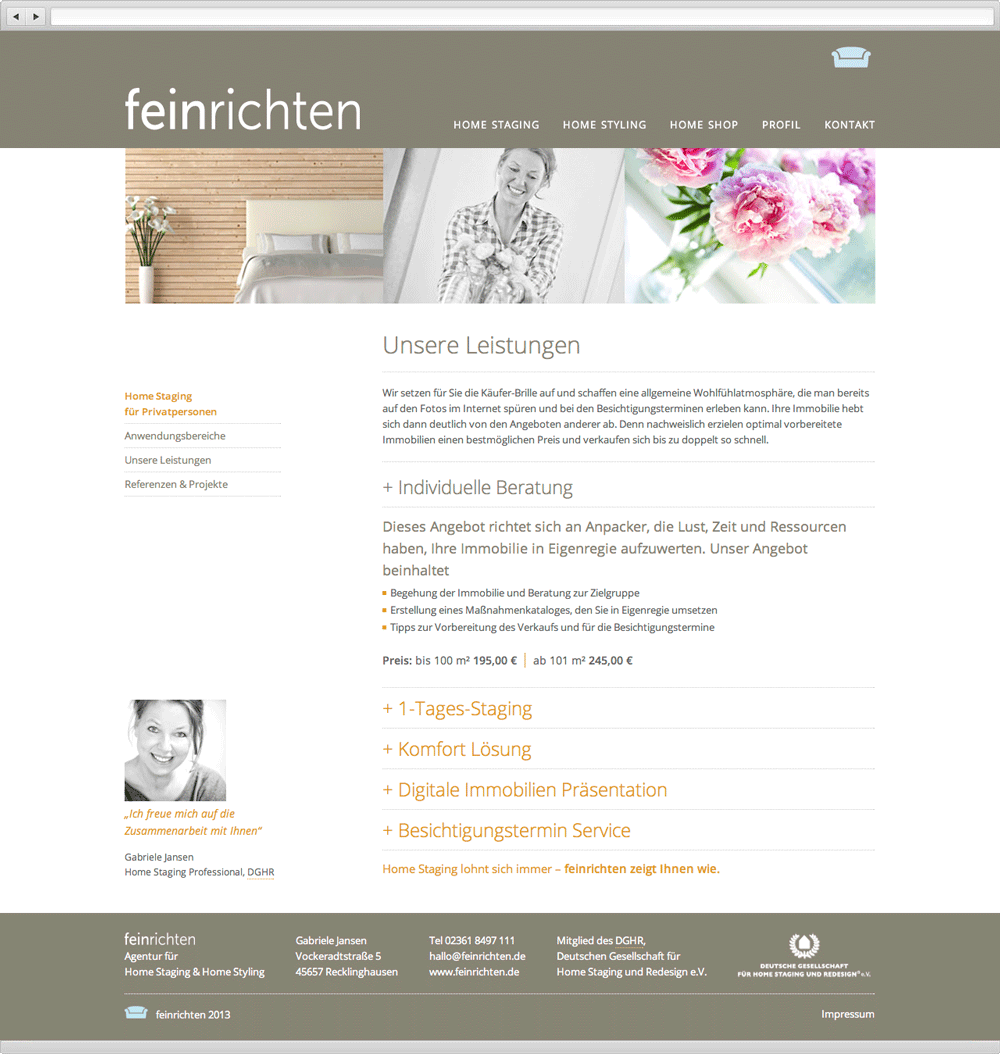 feinrichten
HOME STAGING HOME STYLING HOME SHOP PROFIL KONTAKT
Unsere Leistungen
Wir setzen für Sie die Käufer-Brille auf und schaffen eine allgemeine Wohlfühlatmosphäre, die man bereits
auf den Fotos im Internet spüren und bei den Besichtigungsterminen erleben kann. Ihre Immobilie hebt
sich dann deutlich von den Angeboten anderer ab. Denn nachweislich erzielen optimal vorbereitete
Immobilien einen bestmöglichen Preis und verkaufen sich bis zu doppelt so schnell.
Home Staging
für Privatpersonen
Anwendungsbereiche
Unsere Leistungen
Referenzen & Projekte
+ Individuelle Beratung
Dieses Angebot richtet sich an Anpacker, die Lust, Zeit und Ressourcen
haben, Ihre Immobilie in Eigenregie aufzuwerten. Unser Angebot
beinhaltet
Begehung der Immobilie und Beratung zur Zielgruppe
Erstellung eines Maßnahmenkataloges, den Sie in Eigenregie umsetzen
Tipps zur Vorbereitung des Verkaufs und für die Besichtigungstermine
Preis: bis 100 m² 195,00 € | ab 101 m² 245,00 €
+ 1-Tages-Staging
+ Komfort Lösung
+ Digitale Immobilien Präsentation
+ Besichtigungstermin Service
Home Staging lohnt sich immer – feinrichten zeigt Ihnen wie.
„Ich freue mich auf die
Zusammenarbeit mit Ihnen“
Gabriele Jansen
Home Staging Professional, DGHR
feinrichten
Agentur für
Home Staging & Home Styling
Gabriele Jansen
Vockeradtstraße 5
45657 Recklinghausen
Tel 02361 8497 111
hallo@feinrichten.de
www.feinrichten.de
Mitglied des DGHR,
Deutschen Gesellschaft für
Home Staging und Redesign e.V.
DEUTSCHE GESELLSCHAFT
FÜR HOME STAGING UND REDESIGN® e.V.
feinrichten 2013
Impressum